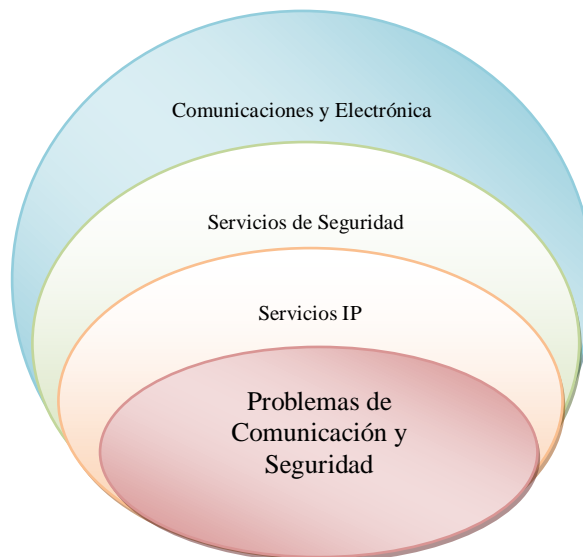 Comunicaciones y Electrónica
Servicios de Seguridad
Servicios IP
Problemas de
Comunicación y
Seguridad